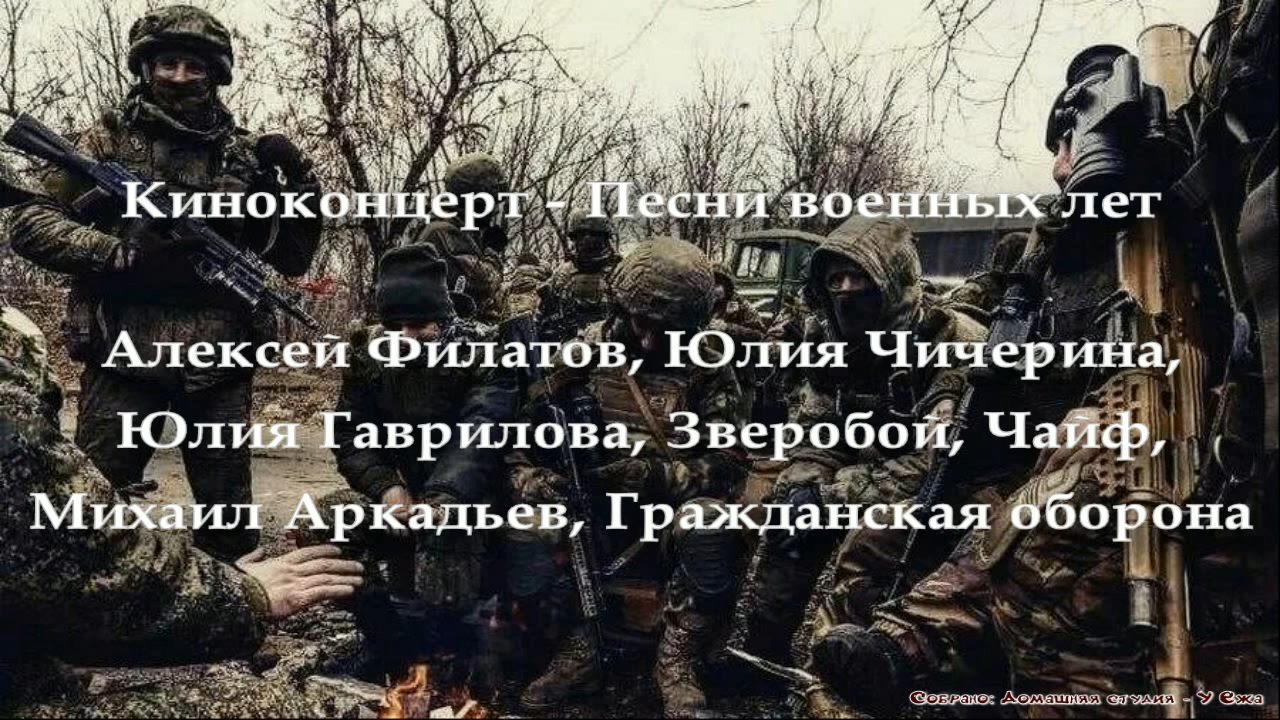 Киноконцерт - Песни военных лет
Алексей Филатов, Юлия Чичерина,
Юлия Гаврилова, Зверобой, Чайф,
Михаил Аркадьев, Гражданская оборона
Собрано: Домашняя студия - У Ежа